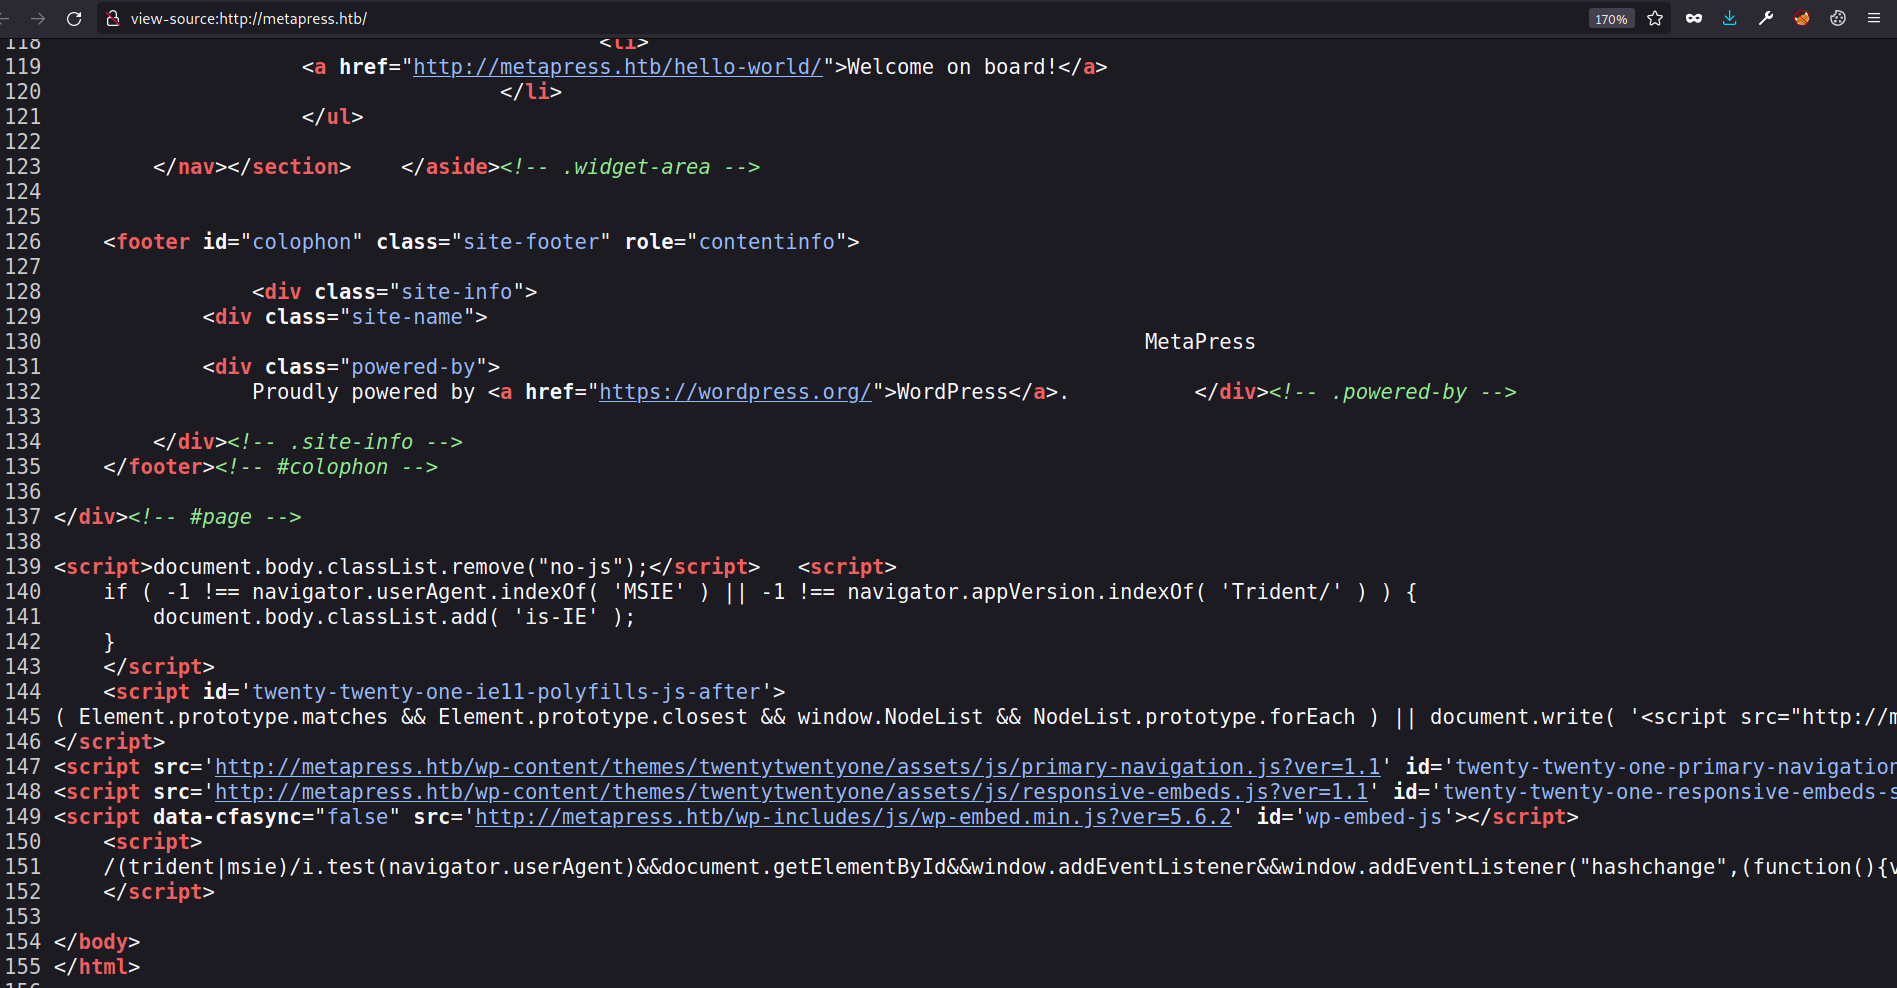 view-source:http://metapress.htb/
170%
118 <li>
119 <a href="http://metapress.htb/hello-world/">Welcome on board!</a>
120 </li>
121 </ul>
122
123 </nav></section> </aside><!-- .widget-area -->
124
125
126 <footer id="colophon" class="site-footer" role="contentinfo">
127
128 <div class="site-info">
129 <div class="site-name">
130 MetaPress
131 <div class="powered-by">
132 Proudly powered by <a href="https://wordpress.org/">WordPress</a>. </div><!-- .powered-by -->
133
134 </div><!-- .site-info -->
135 </footer><!-- #colophon -->
136
137 </div><!-- #page -->
138
139 <script>document.body.classList.remove("no-js");</script> <script>
140 if ( -1 !== navigator.userAgent.indexOf( 'MSIE' ) || -1 !== navigator.appVersion.indexOf( 'Trident/' ) ) {
141 document.body.classList.add( 'is-IE' );
142 }
143 </script>
144 <script id='twenty-twenty-one-ie11-polyfills-js-after'>
145 ( Element.prototype.matches && Element.prototype.closest && window.NodeList && NodeList.prototype.forEach ) || document.write( '<script src="http://m
146 </script>
147 <script src='http://metapress.htb/wp-content/themes/twentytwentyone/assets/js/primary-navigation.js?ver=1.1' id='twenty-twenty-one-primary-navigation
148 <script src='http://metapress.htb/wp-content/themes/twentytwentyone/assets/js/responsive-embeds.js?ver=1.1' id='twenty-twenty-one-responsive-embeds-s
149 <script data-cfasync="false" src='http://metapress.htb/wp-includes/js/wp-embed.min.js?ver=5.6.2' id='wp-embed-js'></script>
150 <script>
151 /(trident|msie)/i.test(navigator.userAgent)&&document.getElementById&&window.addEventListener&&window.addEventListener("hashchange",(function(){v
152 </script>
153
154 </body>
155 </html>
156